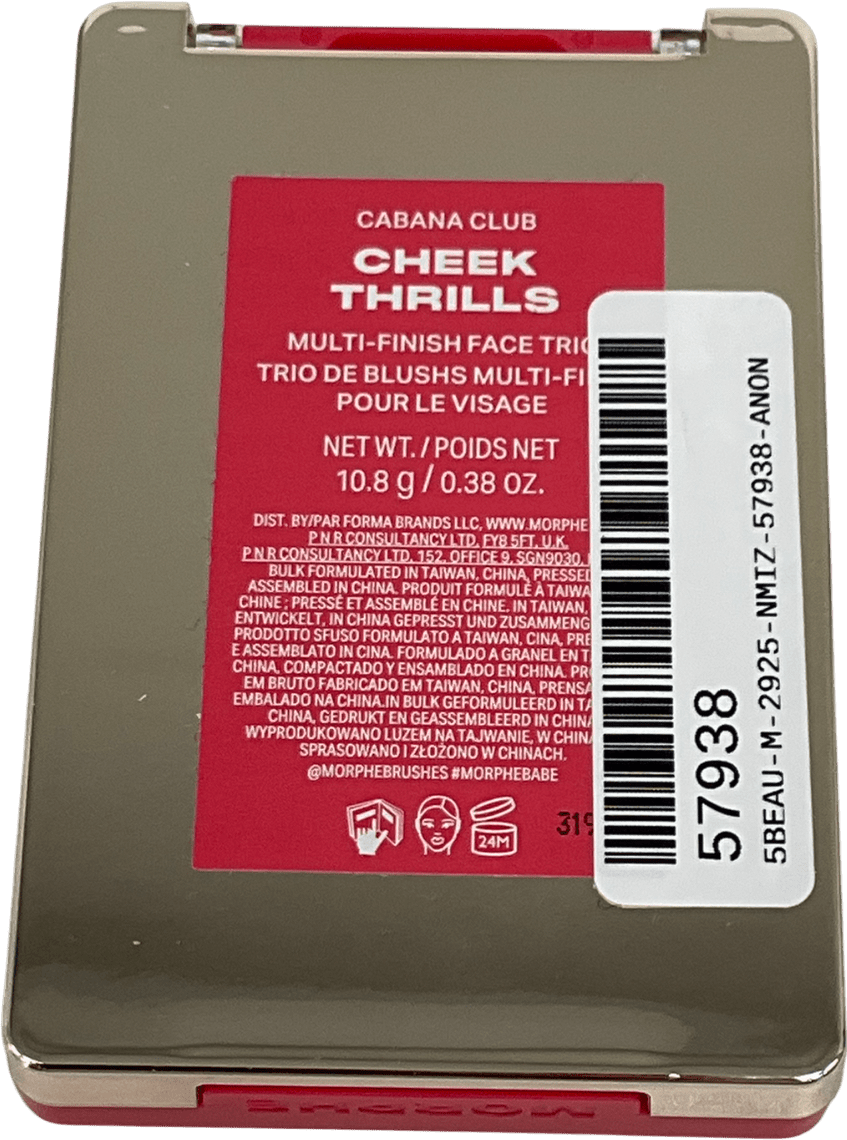 CABANA CLUB
CHEEK
THRILLS
MULTI-FINISH FACE TRIO
TRIO DE BLUSHS MULTI-FI
POUR LE VISAGE
NET WT. / POIDS NET
10.8 g / 0.38 OZ.
DIST. BY/PAR FORMA BRANDS LLC, WWW.MORPHE
P N R CONSULTANCY LTD, FY8 5FT, U.K.
P N R CONSULTANCY LTD. 152, OFFICE 9, SGN9030,
BULK FORMULATED IN TAIWAN, CHINA, PRESSED
ASSEMBLED IN CHINA. PRODUIT FORMULÉ À TAIWA
CHINE ; PRESSÉ ET ASSEMBLÉ EN CHINE. IN TAIWAN,
ENTWICKELT, IN CHINA GEPRESST UND ZUSAMMENG
PRODOTTO SFUSO FORMULATO A TAIWAN, CINA, PRE
E ASSEMBLATO IN CINA. FORMULADO A GRANEL EN T
CHINA, COMPACTADO Y ENSAMBLADO EN CHINA. PR
EM BRUTO FABRICADO EM TAIWAN, CHINA, PRENSA
EMBALADO NA CHINA.IN BULK GEFORMULEERD IN TA
CHINA, GEDRUKT EN GEASSEMBLEERD IN CHINA
WYPRODUKOWANO LUZEM NA TAJWANIE, W CHINA
SPRASOWANO I ZŁOŻONO W CHINACH.
@MORPHEBRUSHES #MORPHEBABE
24M
319
57938
5BEAU-M-2925-NMIZ-57938-ANON
MORPHE